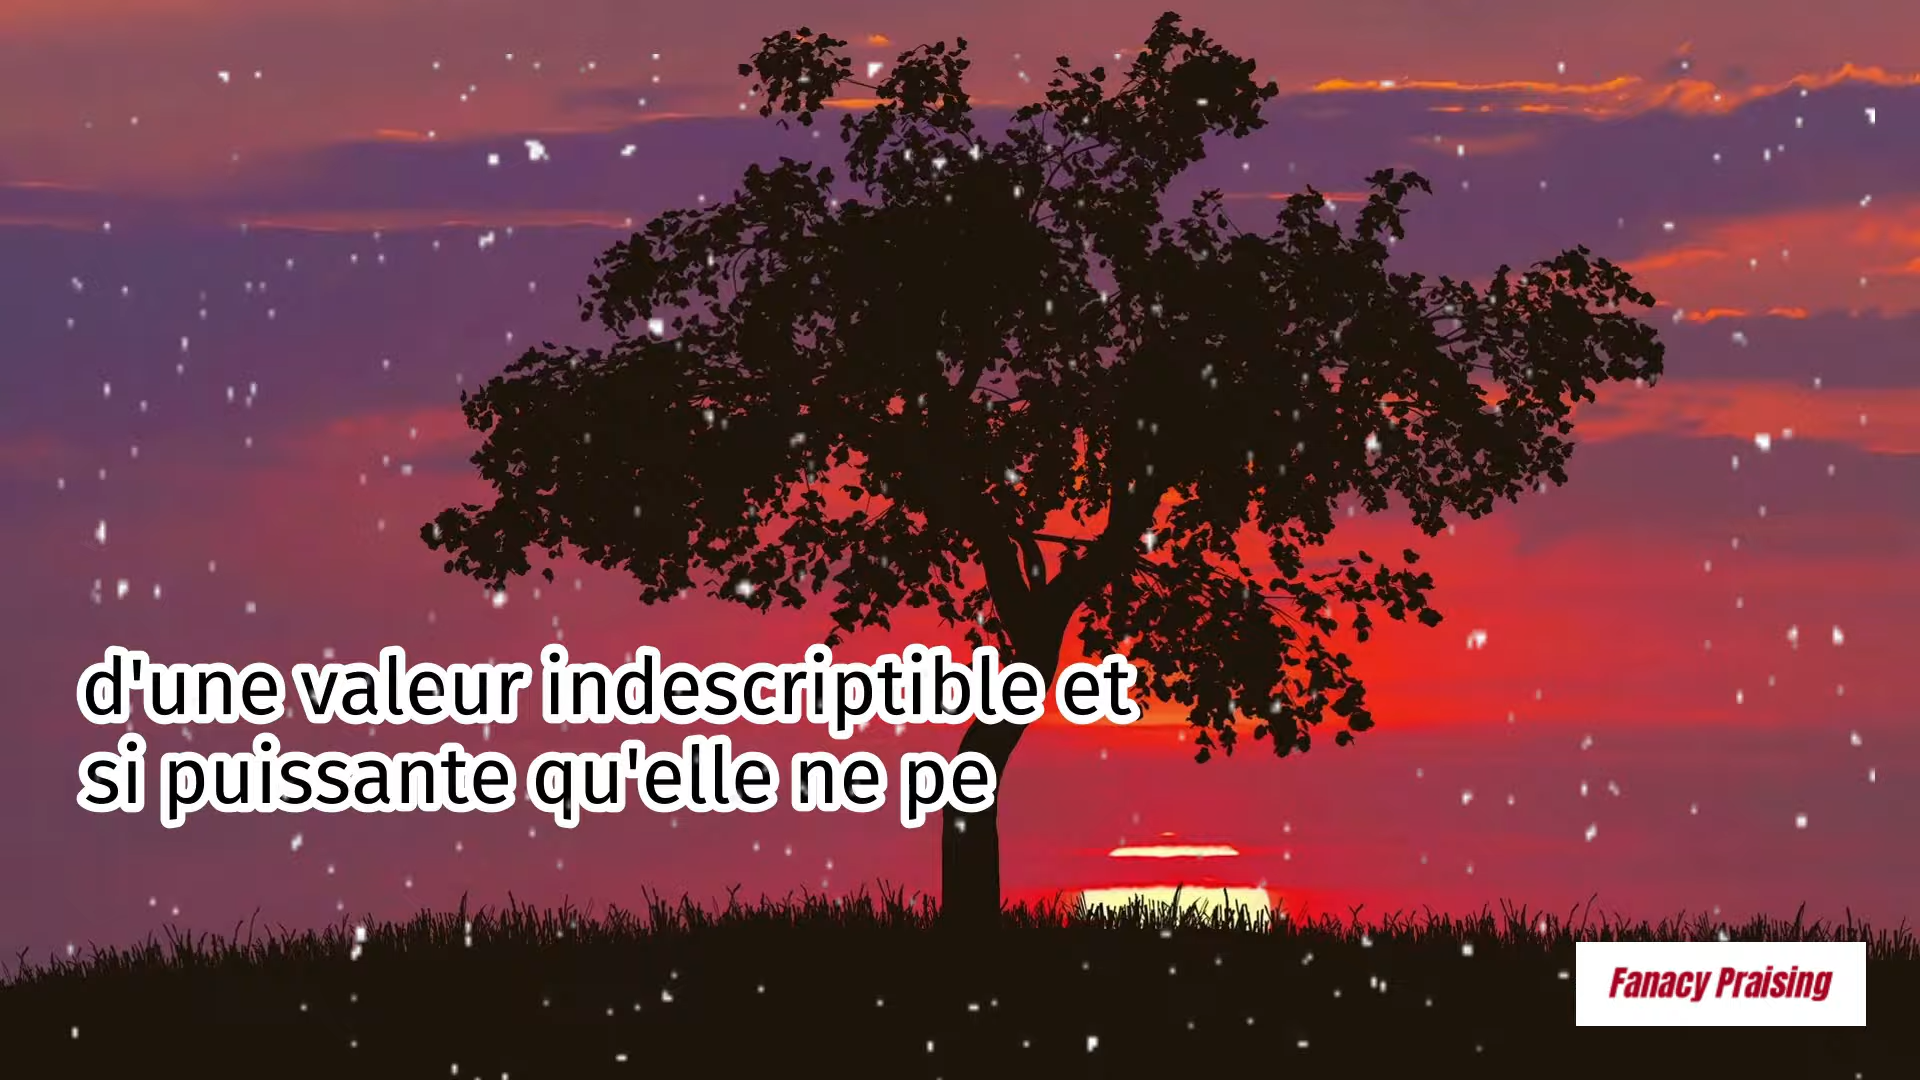 d'une valeur indescriptible et
si puissante qu'elle ne pe
Fanacy Praising